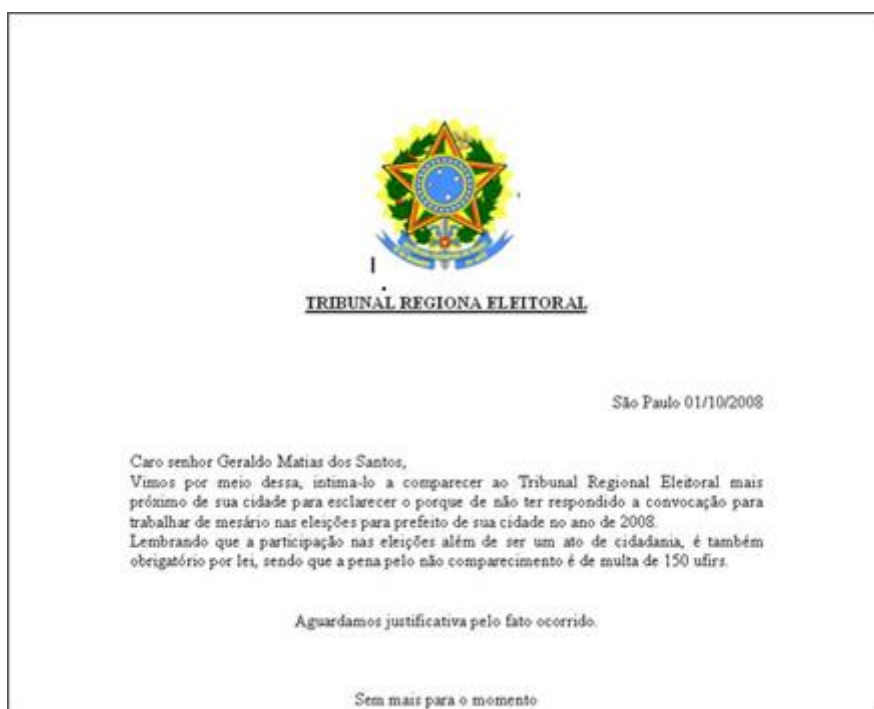 TRIBUNAL REGIONA ELEITORAL
São Paulo 01/10/2008
Caro senhor Geraldo Matias dos Santos,
Vimos por meio dessa, intima-lo a comparecer ao Tribunal Regional Eleitoral mais
próximo de sua cidade para esclarecer o porque de não ter respondido a convocação para
trabalhar de mesário nas eleições para prefeito de sua cidade no ano de 2008.
Lembrando que a participação nas eleições além de ser um ato de cidadania, é também
obrigatório por lei, sendo que a pena pelo não comparecimento é de multa de 150 ufirs.
Aguardamos justificativa pelo fato ocorrido.
Sem mais para o momento